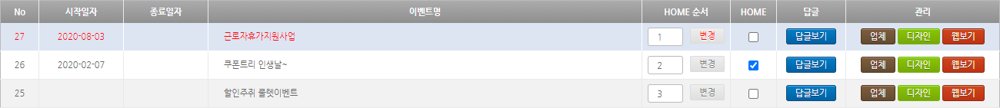 No 시작일자 종료일자 이벤트명 HOME 순서 HOME 답글 관리
27 2020-08-03 근로자휴가지원사업 1 변경 답글보기 업체 디자인 웹보기
26 2020-02-07 쿠폰트리 인생날~ 2 변경 답글보기 업체 디자인 웹보기
25 할인주쥐 룰렛이벤트 3 변경 답글보기 업체 디자인 웹보기